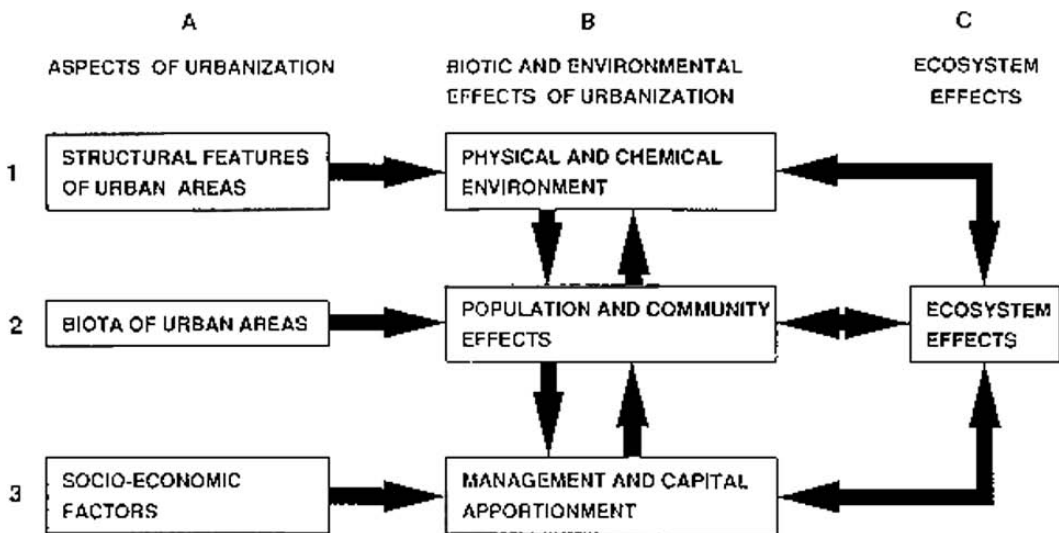 A
B
C
ASPECTS OF URBANIZATION
BIOTIC AND ENVIRONMENTAL
EFFECTS OF URBANIZATION
ECOSYSTEM
EFFECTS
1
STRUCTURAL FEATURES
OF URBAN AREAS
PHYSICAL AND CHEMICAL
ENVIRONMENT
2
BIOTA OF URBAN AREAS
POPULATION AND COMMUNITY
EFFECTS
ECOSYSTEM
EFFECTS
3
SOCIO-ECONOMIC
FACTORS
MANAGEMENT AND CAPITAL
APPORTIONMENT